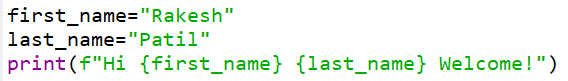 first_name="Rakesh"
last_name="Patil"
print(f"Hi {first_name} {last_name} Welcome!")